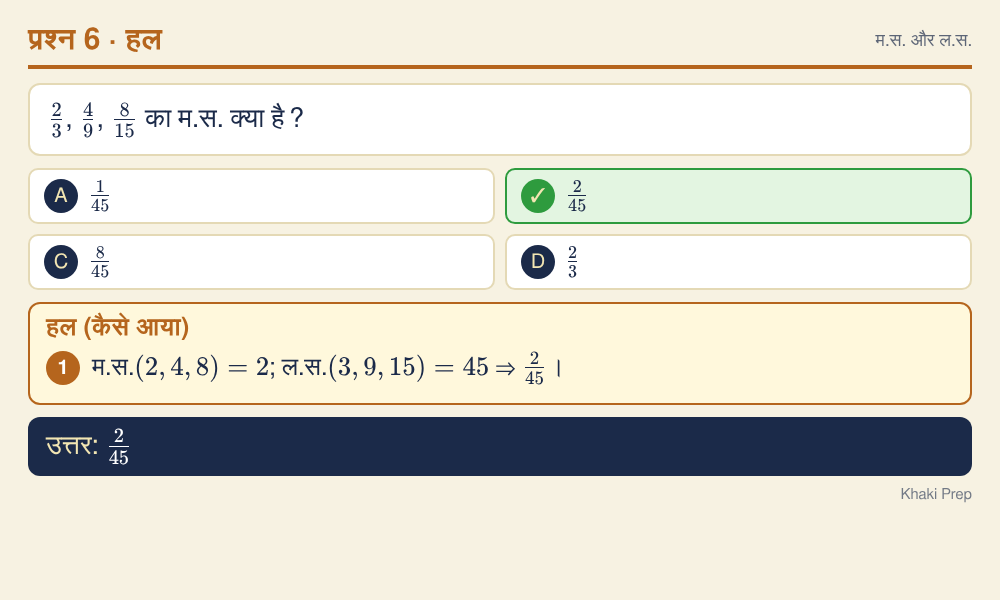 प्रश्न 6 · हल
म.स. और ल.स.
2/3, 4/9, 8/15 का म.स. क्या है ?
A 1/45
✓ 2/45
C 8/45
D 2/3
हल (कैसे आया)
1 म.स.(2, 4, 8) = 2; ल.स.(3, 9, 15) = 45 ⇒ 2/45 ।
उत्तर: 2/45
Khaki Prep